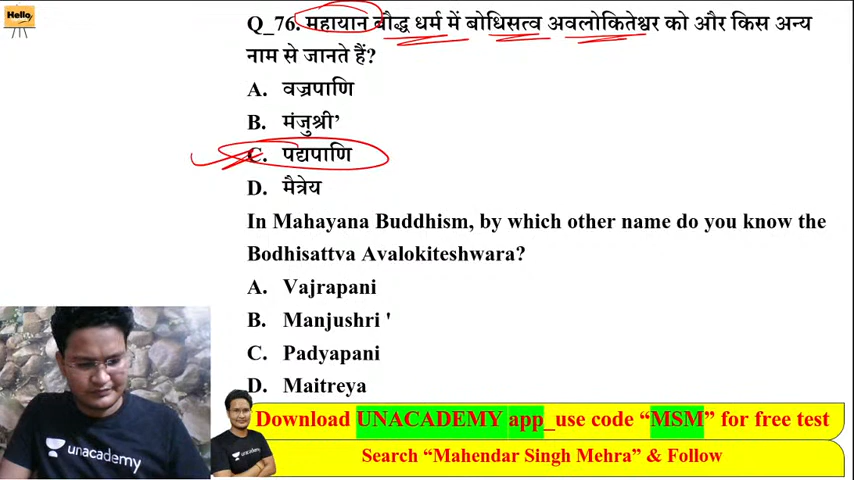 Hello
Q_76. महायान बौद्ध धर्म में बोधिसत्व अवलोकितेश्वर को और किस अन्य
नाम से जानते हैं?
A. वज्रपाणि
B. मंजुश्री'
C. पद्यपाणि
D. मैत्रेय
In Mahayana Buddhism, by which other name do you know the
Bodhisattva Avalokiteshwara?
A. Vajrapani
B. Manjushri '
C. Padyapani
D. Maitreya
unacademy
unacademy
Download UNACADEMY app_use code “MSM” for free test
Search “Mahendar Singh Mehra” & Follow